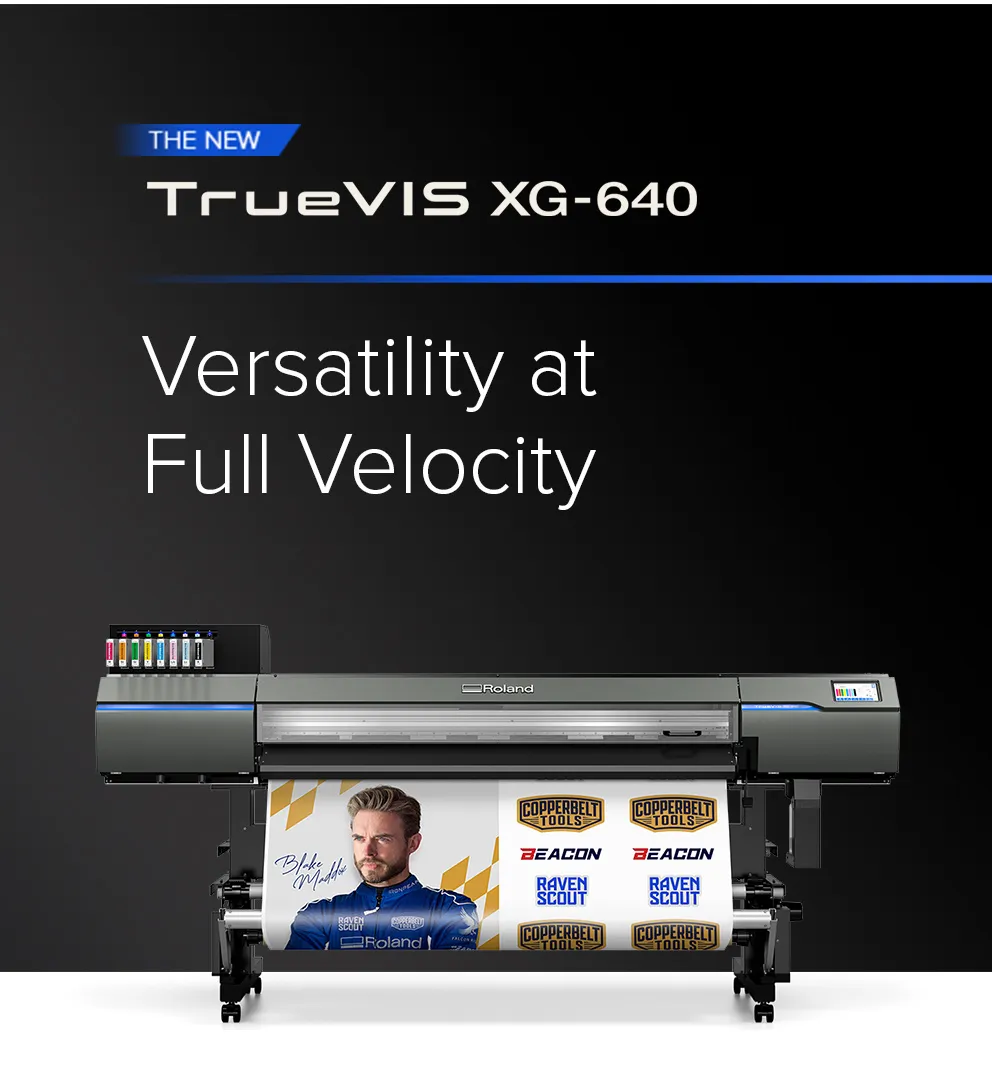 THE NEW
TrueVIS XG-640
Versatility at
Full Velocity
Roland
Blake
Maddox
RAVEN
SCOUT
COPPERBELT
TOOLS
Roland
COPPERBELT
TOOLS
COPPERBELT
TOOLS
BEACON
BEACON
RAVEN
SCOUT
RAVEN
SCOUT
COPPERBELT
TOOLS
COPPERBELT
TOOLS